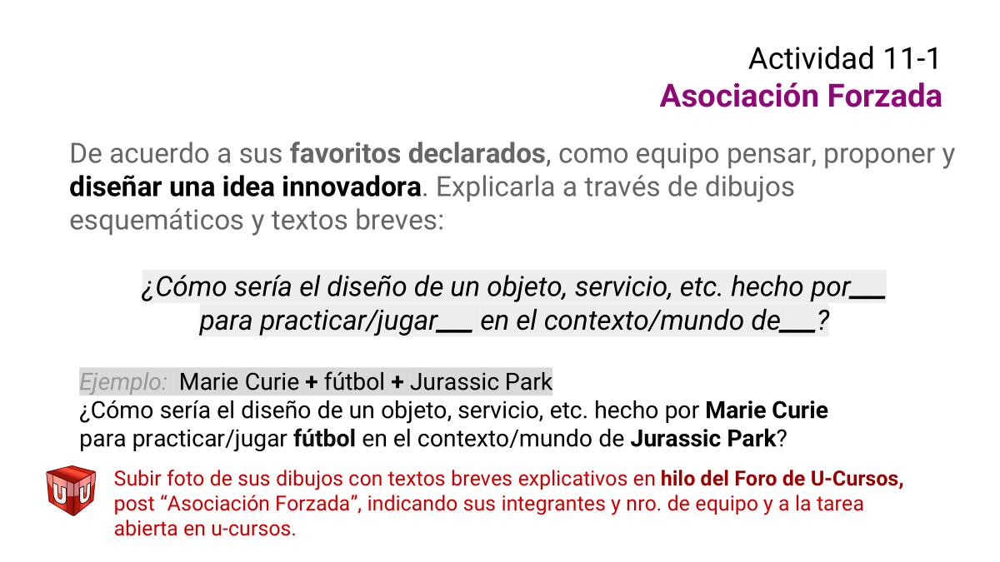 Actividad 11-1
Asociación Forzada
De acuerdo a sus favoritos declarados, como equipo pensar, proponer y
diseñar una idea innovadora. Explicarla a través de dibujos
esquemáticos y textos breves:
¿Cómo sería el diseño de un objeto, servicio, etc. hecho por___
para practicar/jugar___ en el contexto/mundo de___?
Ejemplo: Marie Curie + fútbol + Jurassic Park
¿Cómo sería el diseño de un objeto, servicio, etc. hecho por Marie Curie
para practicar/jugar fútbol en el contexto/mundo de Jurassic Park?
U U
Subir foto de sus dibujos con textos breves explicativos en hilo del Foro de U-Cursos,
post “Asociación Forzada”, indicando sus integrantes y nro. de equipo y a la tarea
abierta en u-cursos.